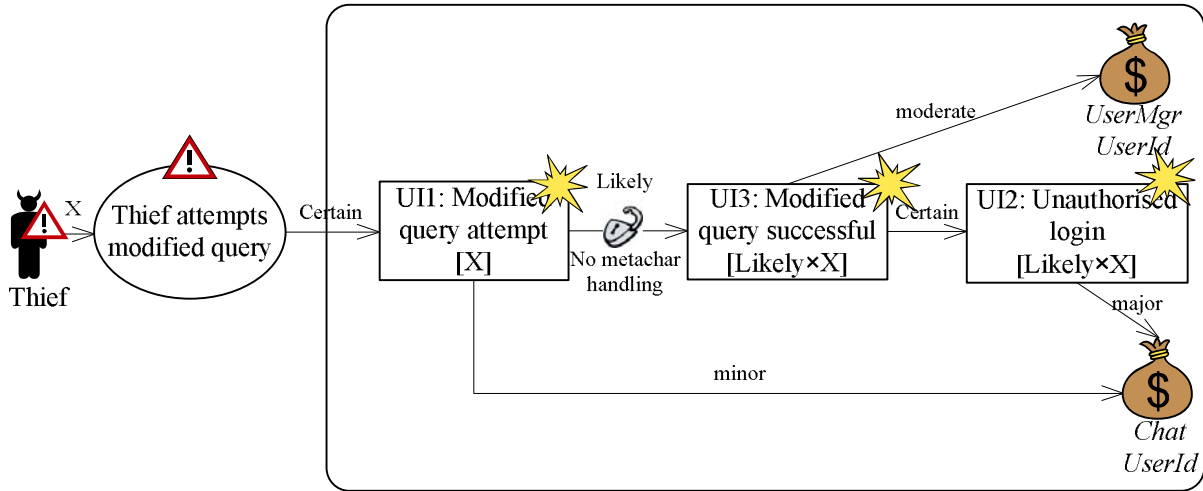 moderate
$
UserMgr
UserId
X
Thief
Thief attempts
modified query
Certain
UI1: Modified
query attempt
[X]
Likely
No metachar
handling
UI3: Modified
query successful
[Likely×X]
Certain
UI2: Unauthorised
login
[Likely×X]
major
minor
$
Chat
UserId